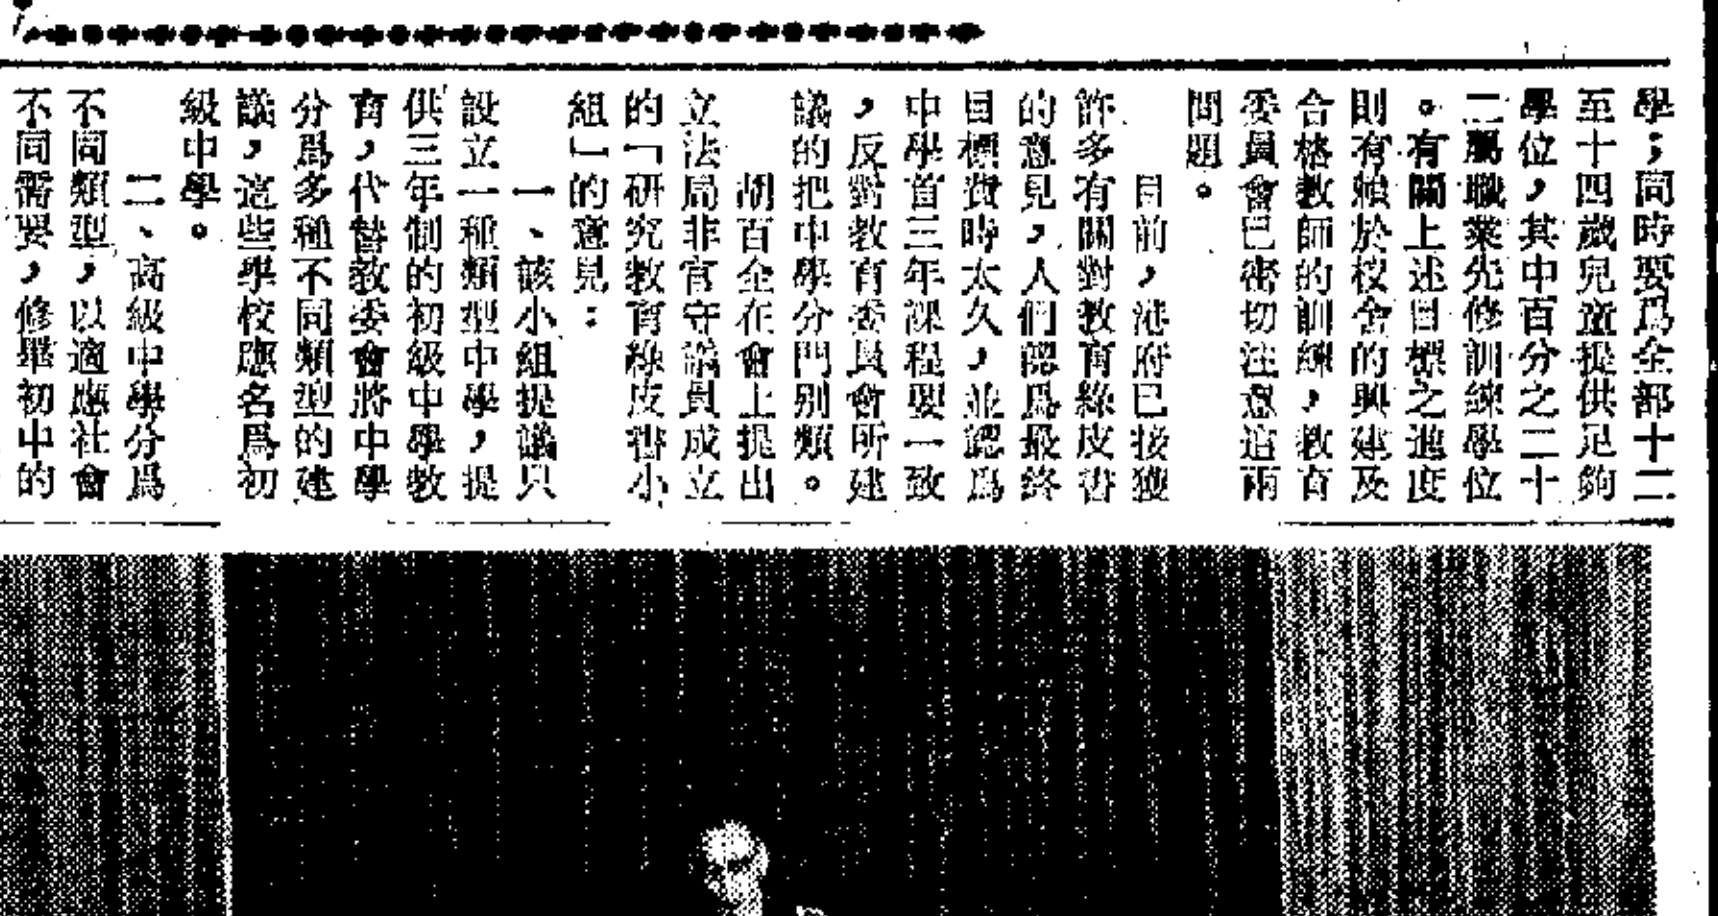 學；同時要爲全部十二
至十四歲兒童提供足夠
學位，其中百分之二十
二屬職業先修訓練學位
。有關上述目標之進度
則有賴於校舍的興建及
合格教師的訓練，教育
委員會已密切注意這兩
問題。
目前，港府已接獲
許多有關對教育綠皮書
的意見，人們認爲最終
目標費時太久，並認爲
中學首三年課程要一致
，反對教育委員會所建
議的把中學分門別類。
胡百全在會上提出
立法局非官守議員成立
的「研究教育綠皮書小
組」的意見：
一、該小組提議只
設立一種類型中學，提
供三年制的初級中學教
育，代替教委會將中學
分爲多種不同類型的建
議，這些學校應名爲初
級中學。
二、高級中學分爲
不同類型，以適應社會
不同需要，修畢初中的